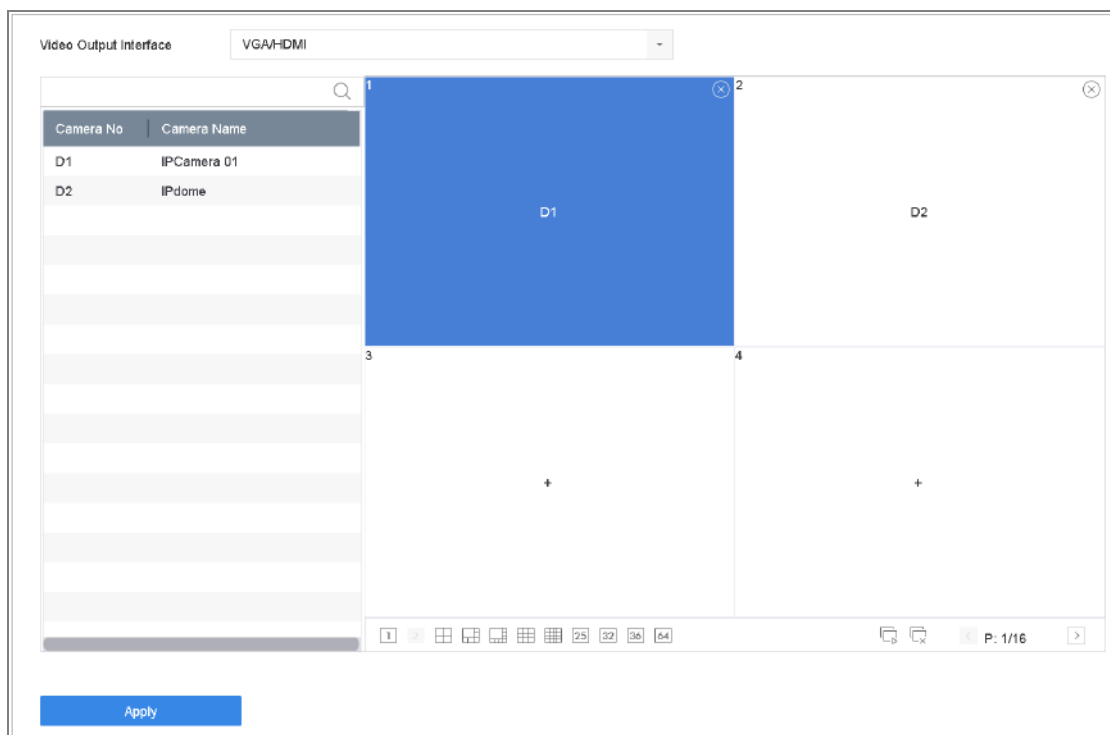 Video Output Interface VGA/HDMI
1 2
Camera No Camera Name
D1 IPCamera 01
D2 IPdome
D1 D2
3 4
+ +
1 2 25 32 36 64 P: 1/16 >
Apply